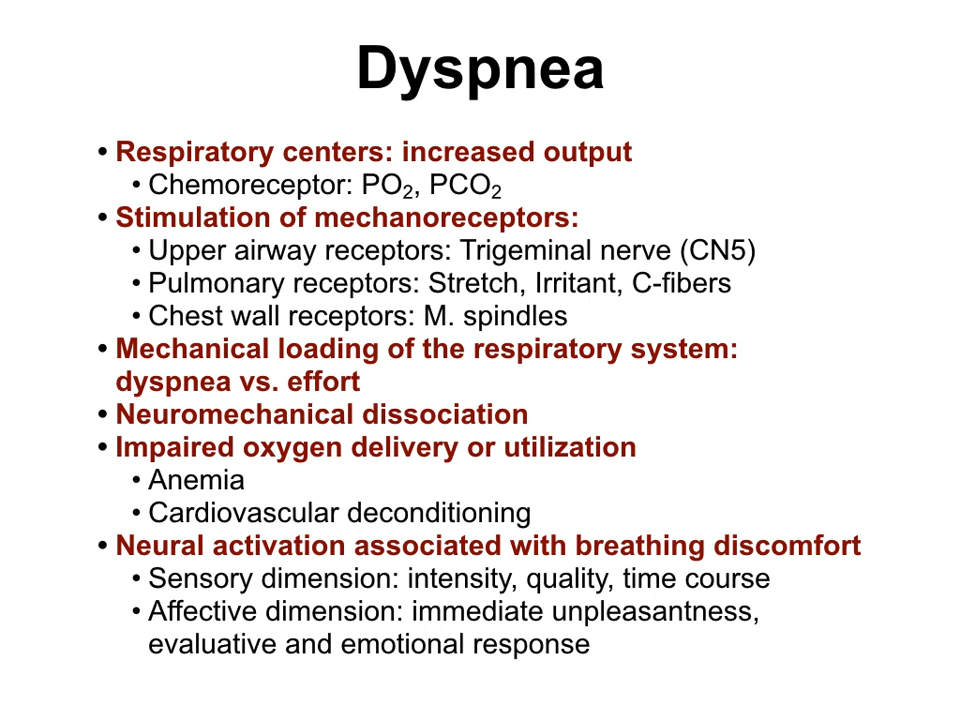 Dyspnea
• Respiratory centers: increased output
• Chemoreceptor: PO₂, PCO₂
• Stimulation of mechanoreceptors:
• Upper airway receptors: Trigeminal nerve (CN5)
• Pulmonary receptors: Stretch, Irritant, C-fibers
• Chest wall receptors: M. spindles
• Mechanical loading of the respiratory system:
dyspnea vs. effort
• Neuromechanical dissociation
• Impaired oxygen delivery or utilization
• Anemia
• Cardiovascular deconditioning
• Neural activation associated with breathing discomfort
• Sensory dimension: intensity, quality, time course
• Affective dimension: immediate unpleasantness,
evaluative and emotional response